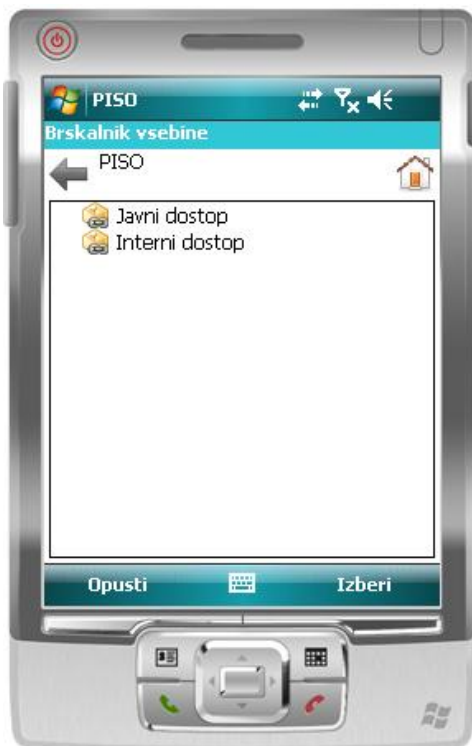 PISO
Brskalnik vsebine
PISO
Javni dostop
Interni dostop
Opusti Izberi